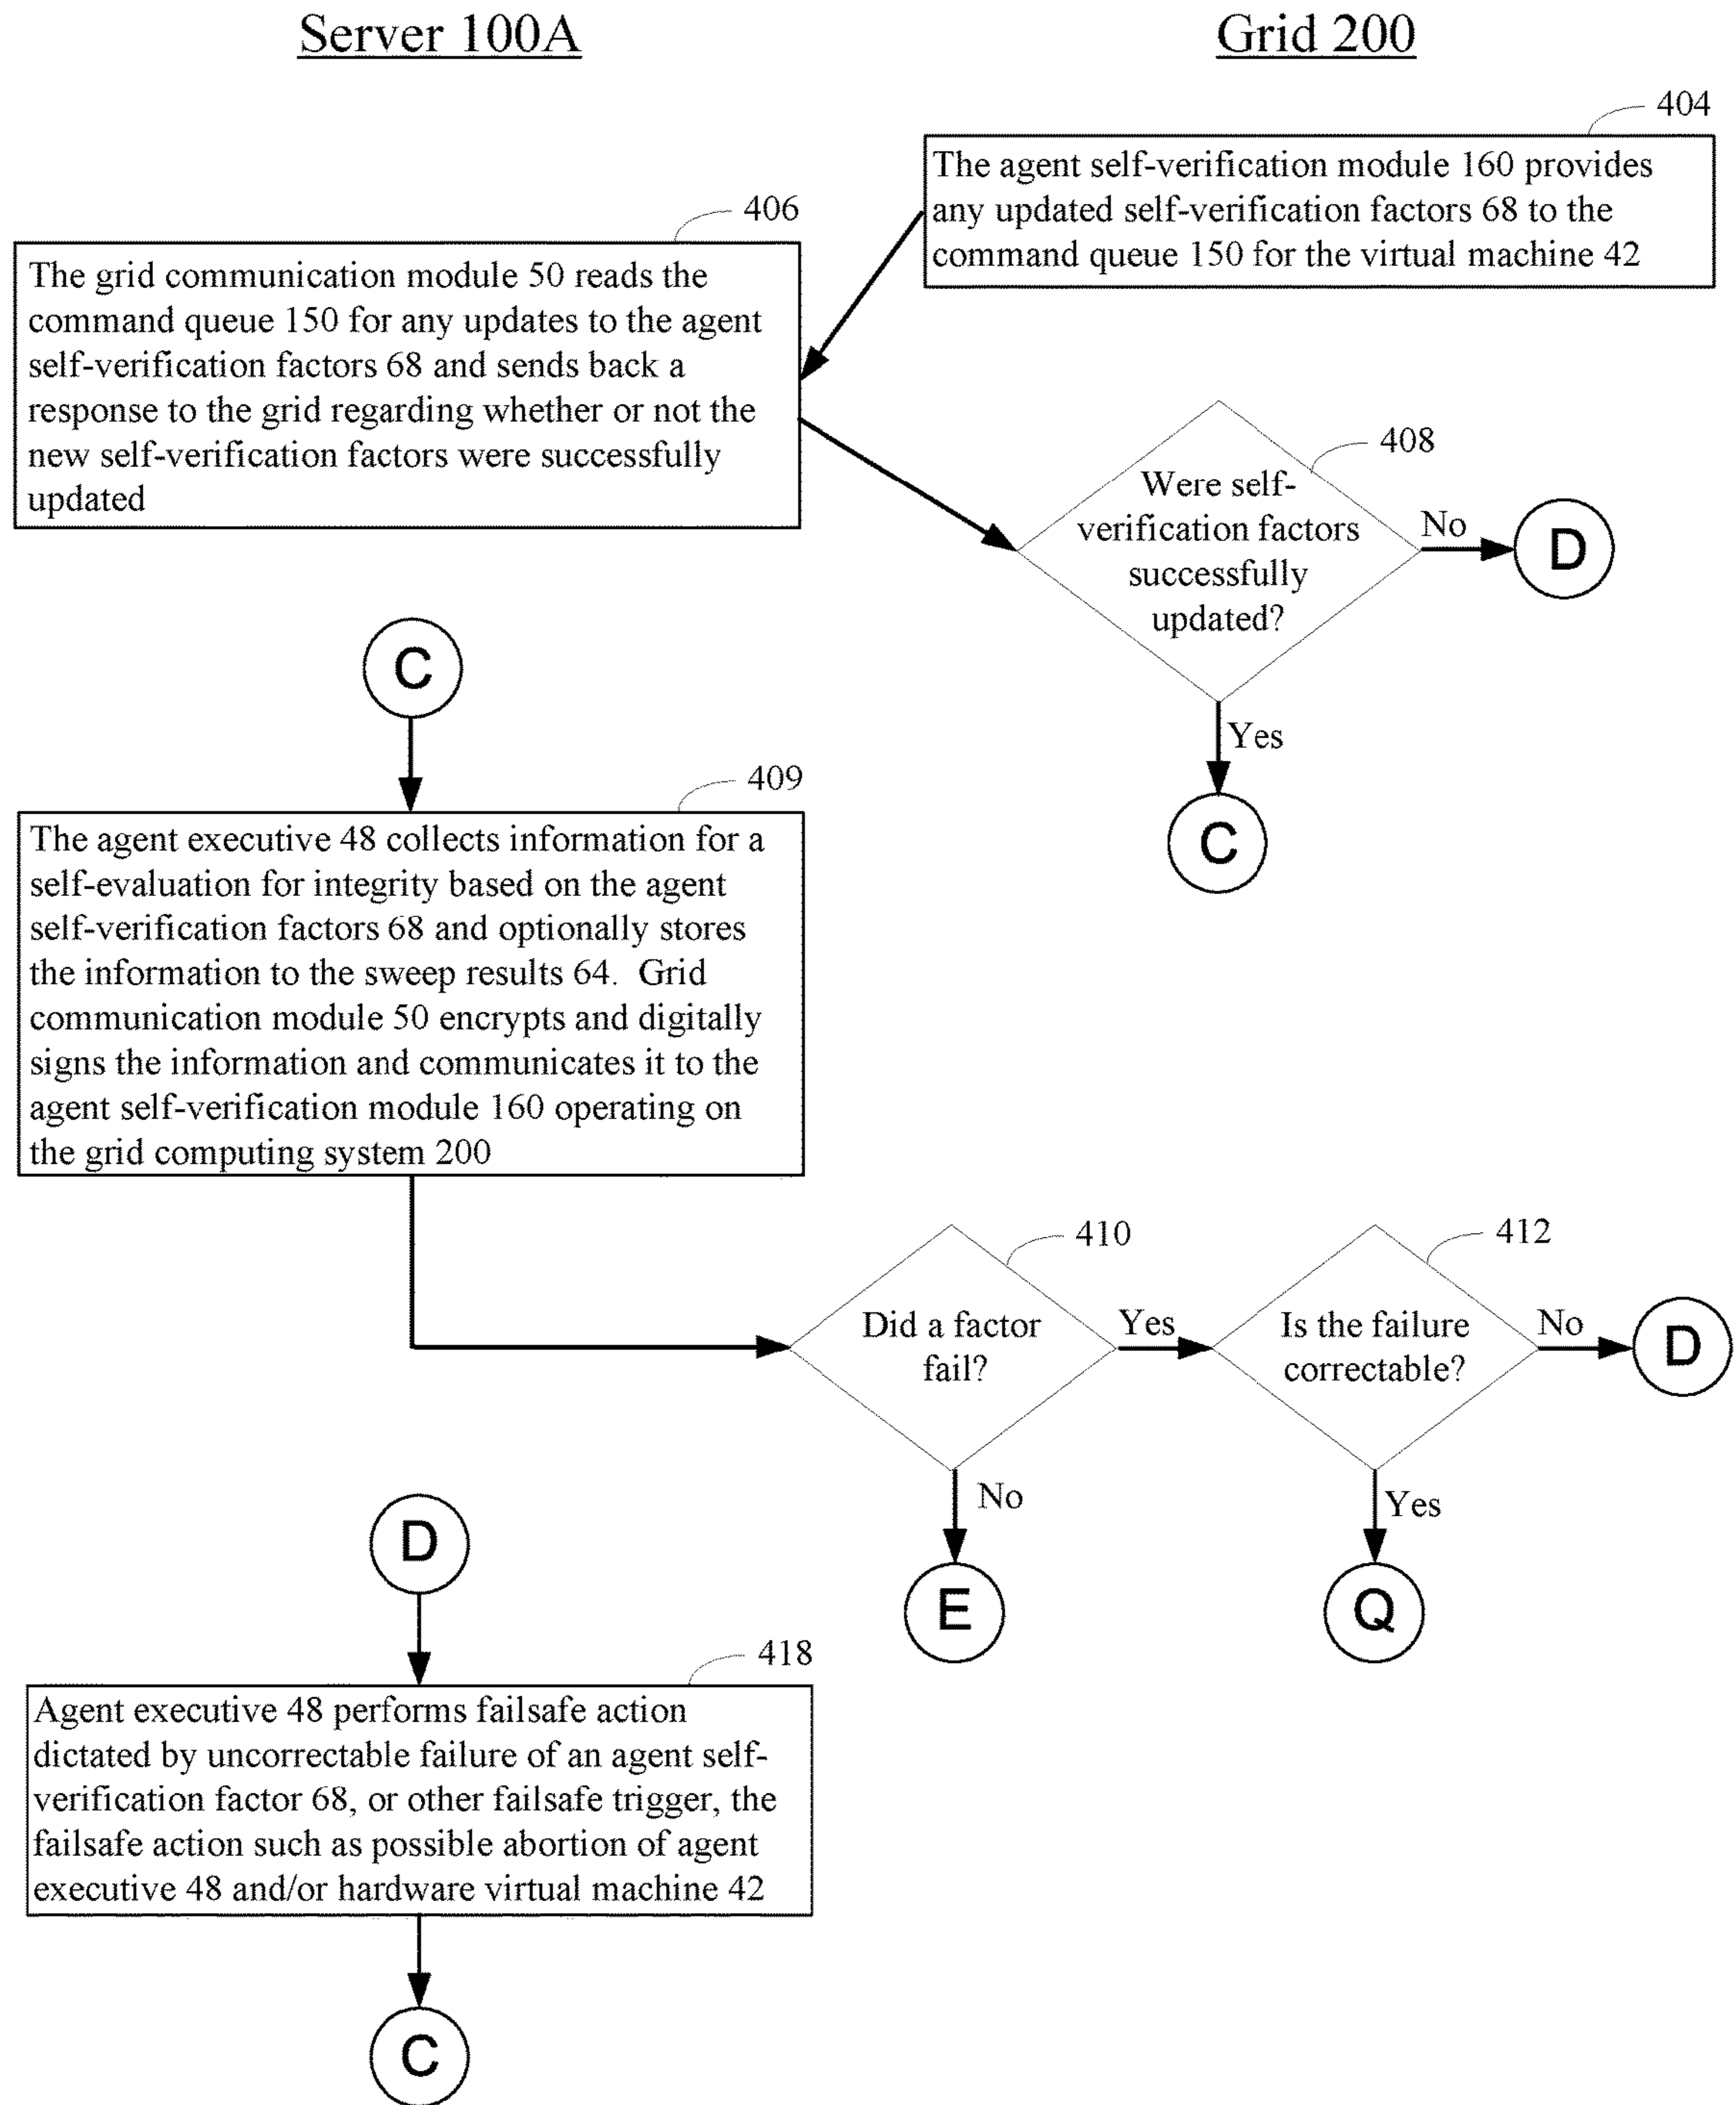 Server 100A
Grid 200
404
The agent self-verification module 160 provides
any updated self-verification factors 68 to the
command queue 150 for the virtual machine 42
406
The grid communication module 50 reads the
command queue 150 for any updates to the agent
self-verification factors 68 and sends back a
response to the grid regarding whether or not the
new self-verification factors were successfully
updated
408
Were self-
verification factors
successfully
updated?
No
D
Yes
C
C
409
The agent executive 48 collects information for a
self-evaluation for integrity based on the agent
self-verification factors 68 and optionally stores
the information to the sweep results 64. Grid
communication module 50 encrypts and digitally
signs the information and communicates it to the
agent self-verification module 160 operating on
the grid computing system 200
410
Did a factor
fail?
Yes
412
Is the failure
correctable?
No
D
No
E
Yes
Q
D
418
Agent executive 48 performs failsafe action
dictated by uncorrectable failure of an agent self-
verification factor 68, or other failsafe trigger, the
failsafe action such as possible abortion of agent
executive 48 and/or hardware virtual machine 42
C